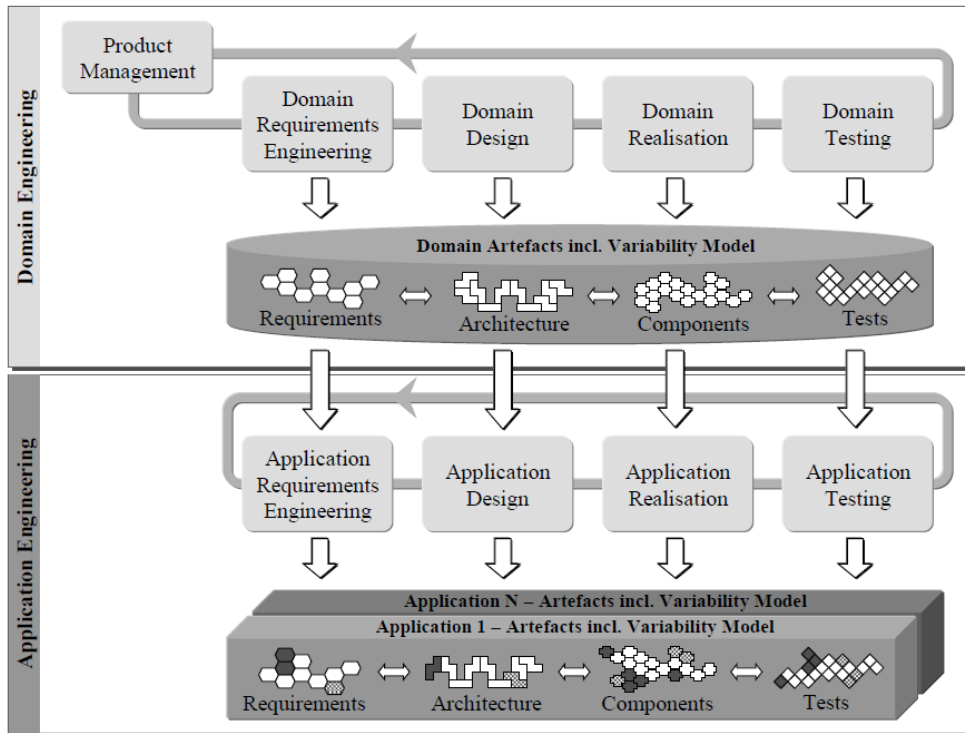 Domain Engineering
Product
Management
Domain
Requirements
Engineering
Domain
Design
Domain
Realisation
Domain
Testing
Domain Artefacts incl. Variability Model
Requirements
Architecture
Components
Tests
Application Engineering
Application
Requirements
Engineering
Application
Design
Application
Realisation
Application
Testing
Application N – Artefacts incl. Variability Model
Application 1 – Artefacts incl. Variability Model
Requirements
Architecture
Components
Tests